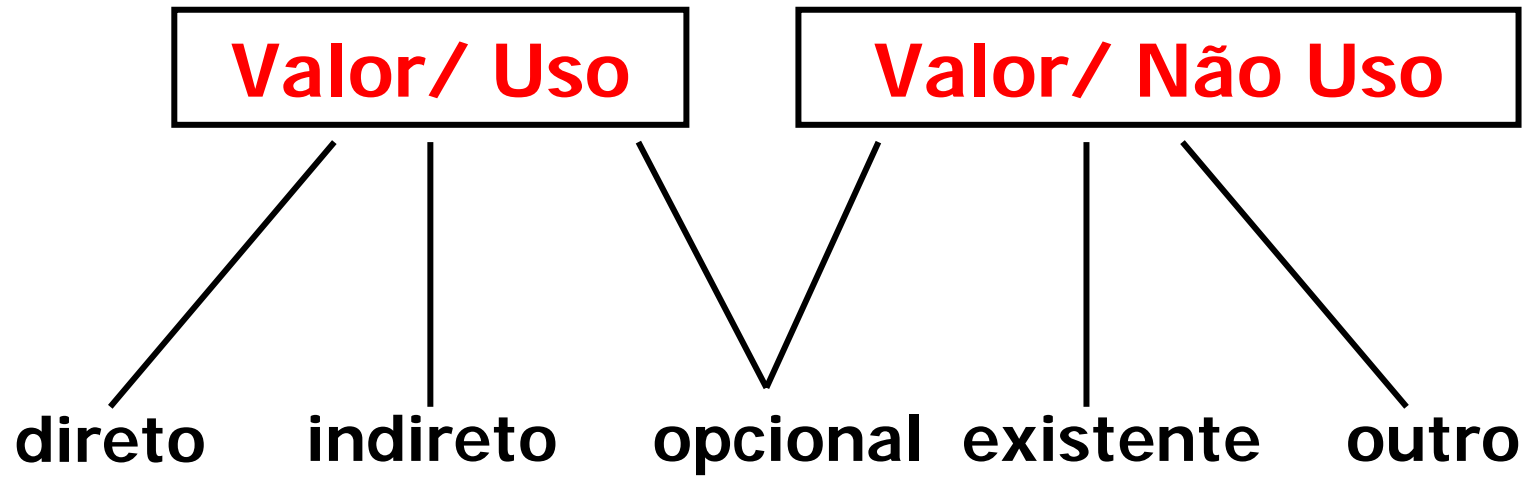 Valor/ Uso
Valor/ Não Uso
direto indireto opcional existente outro